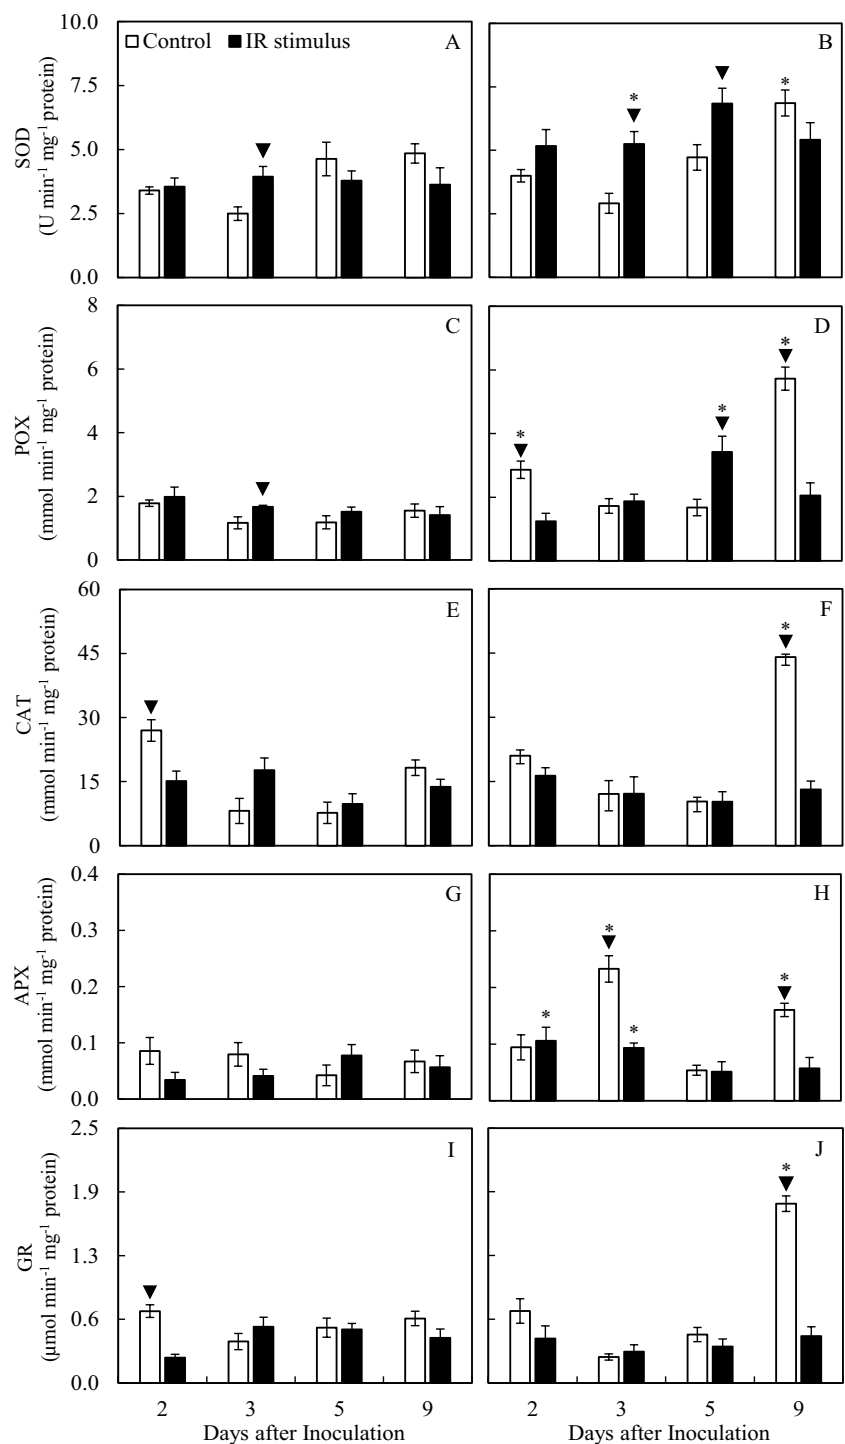 Control IR stimulus A
B
10.0
7.5
5.0
2.5
0.0
SOD
(U min⁻¹ mg⁻¹ protein)
▼
* ▼ ▼ *
C
D
8
6
4
2
0
POX
(mmol min⁻¹ mg⁻¹ protein)
▼
* ▼ * ▼ * ▼
E
F
60
45
30
15
0
CAT
(mmol min⁻¹ mg⁻¹ protein)
▼
* ▼
G
H
0.4
0.3
0.2
0.1
0.0
APX
(mmol min⁻¹ mg⁻¹ protein)
* * ▼ * * ▼
I
J
2.5
1.9
1.3
0.6
0.0
GR
(µmol min⁻¹ mg⁻¹ protein)
▼
* ▼
2 3 5 9
2 3 5 9
Days after Inoculation
Days after Inoculation